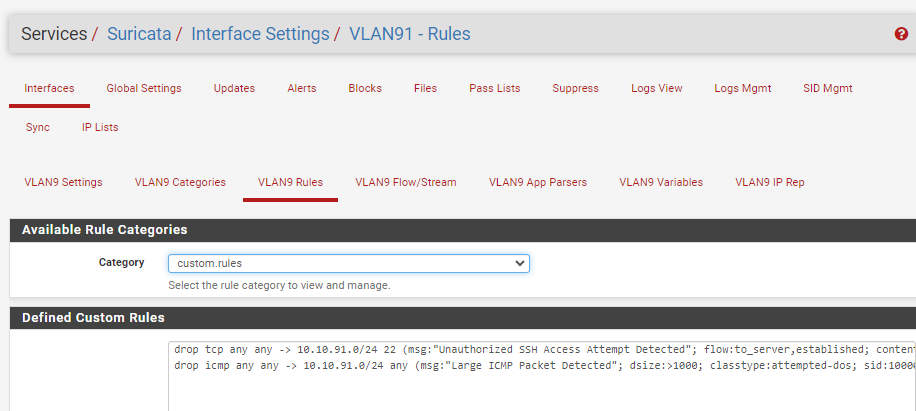 Services / Suricata / Interface Settings / VLAN91 - Rules
Interfaces Global Settings Updates Alerts Blocks Files Pass Lists Suppress Logs View Logs Mgmt SID Mgmt
Sync IP Lists
VLAN9 Settings VLAN9 Categories VLAN9 Rules VLAN9 Flow/Stream VLAN9 App Parsers VLAN9 Variables VLAN9 IP Rep
Available Rule Categories
Category custom.rules
Select the rule category to view and manage.
Defined Custom Rules
drop tcp any any -> 10.10.91.0/24 22 (msg:"Unauthorized SSH Access Attempt Detected"; flow:to_server,established; content
drop icmp any any -> 10.10.91.0/24 any (msg:"Large ICMP Packet Detected"; dsize:>1000; classtype:attempted-dos; sid:10000